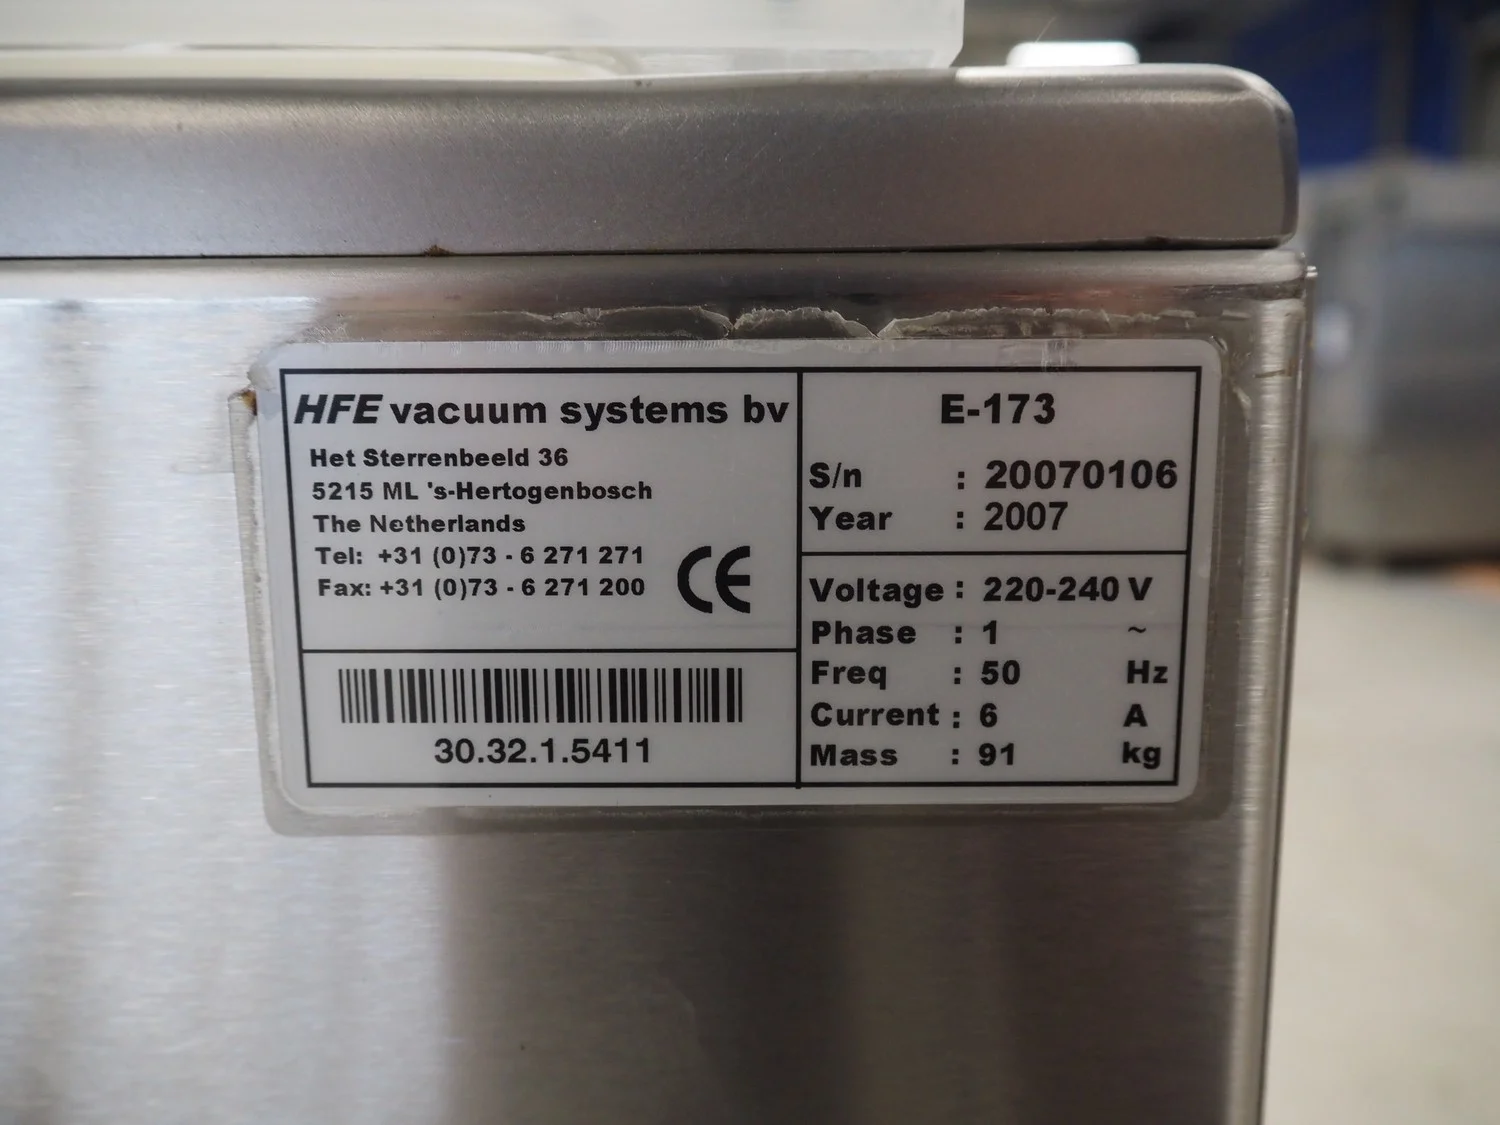 HFE vacuum systems bv
Het Sterrenbeeld 36
5215 ML 's-Hertogenbosch
The Netherlands
Tel: +31 (0)73 - 6 271 271
Fax: +31 (0)73 - 6 271 200
CE
30.32.1.5411
E-173
S/n : 20070106
Year : 2007
Voltage : 220-240 V
Phase : 1 ~
Freq : 50 Hz
Current : 6 A
Mass : 91 kg